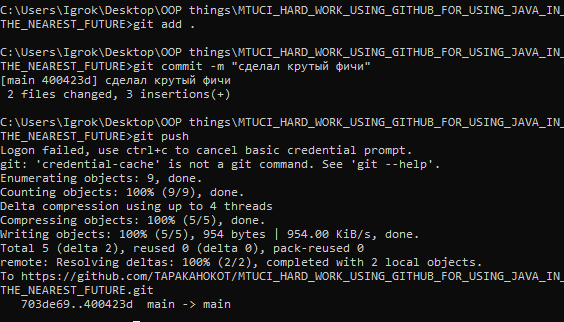 C:\Users\Igrok\Desktop\OOP things\MTUCI_HARD_WORK_USING_GITHUB_FOR_USING_JAVA_IN_
THE_NEAREST_FUTURE>git add .
C:\Users\Igrok\Desktop\OOP things\MTUCI_HARD_WORK_USING_GITHUB_FOR_USING_JAVA_IN_
THE_NEAREST_FUTURE>git commit -m "сделал крутый фичи"
[main 400423d] сделал крутый фичи
2 files changed, 3 insertions(+)
C:\Users\Igrok\Desktop\OOP things\MTUCI_HARD_WORK_USING_GITHUB_FOR_USING_JAVA_IN_
THE_NEAREST_FUTURE>git push
Logon failed, use ctrl+c to cancel basic credential prompt.
git: 'credential-cache' is not a git command. See 'git --help'.
Enumerating objects: 9, done.
Counting objects: 100% (9/9), done.
Delta compression using up to 4 threads
Compressing objects: 100% (5/5), done.
Writing objects: 100% (5/5), 954 bytes | 954.00 KiB/s, done.
Total 5 (delta 2), reused 0 (delta 0), pack-reused 0
remote: Resolving deltas: 100% (2/2), completed with 2 local objects.
To https://github.com/TAPAKAHOKOT/MTUCI_HARD_WORK_USING_GITHUB_FOR_USING_JAVA_IN_
THE_NEAREST_FUTURE.git
703de69..400423d  main -> main